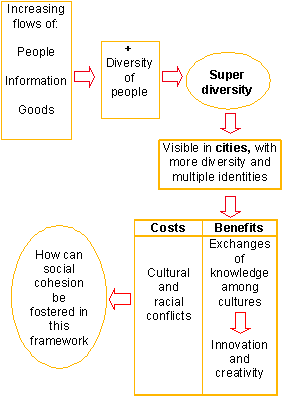 Increasing
flows of:
People
Information
Goods
+
Diversity
of
people
Super
diversity
Visible in cities, with
more diversity and
multiple identities
Costs
Cultural
and
racial
conflicts
Benefits
Exchanges
of
knowledge
among
cultures
Innovation
and
creativity
How can
social
cohesion
be
fostered in
this
framework